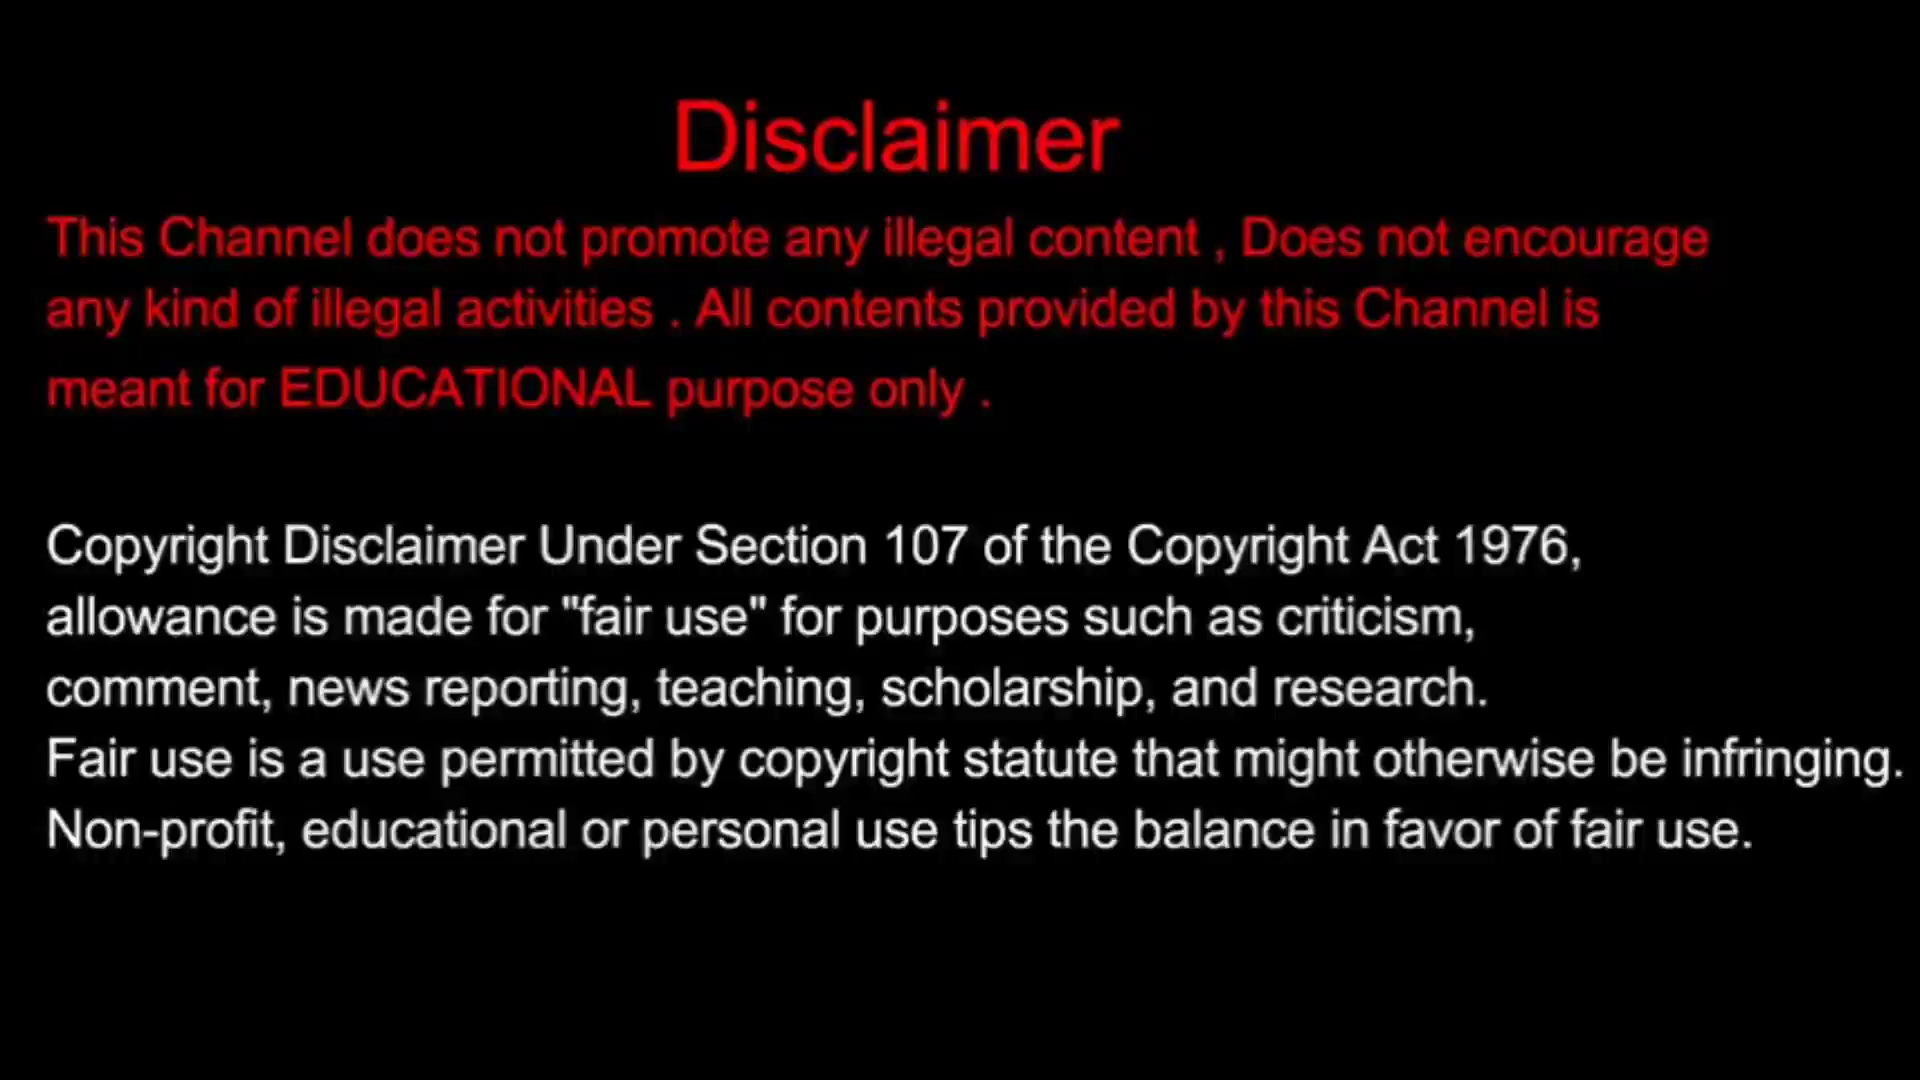 Disclaimer
This Channel does not promote any illegal content , Does not encourage
any kind of illegal activities . All contents provided by this Channel is
meant for EDUCATIONAL purpose only .
Copyright Disclaimer Under Section 107 of the Copyright Act 1976,
allowance is made for "fair use" for purposes such as criticism,
comment, news reporting, teaching, scholarship, and research.
Fair use is a use permitted by copyright statute that might otherwise be infringing.
Non-profit, educational or personal use tips the balance in favor of fair use.